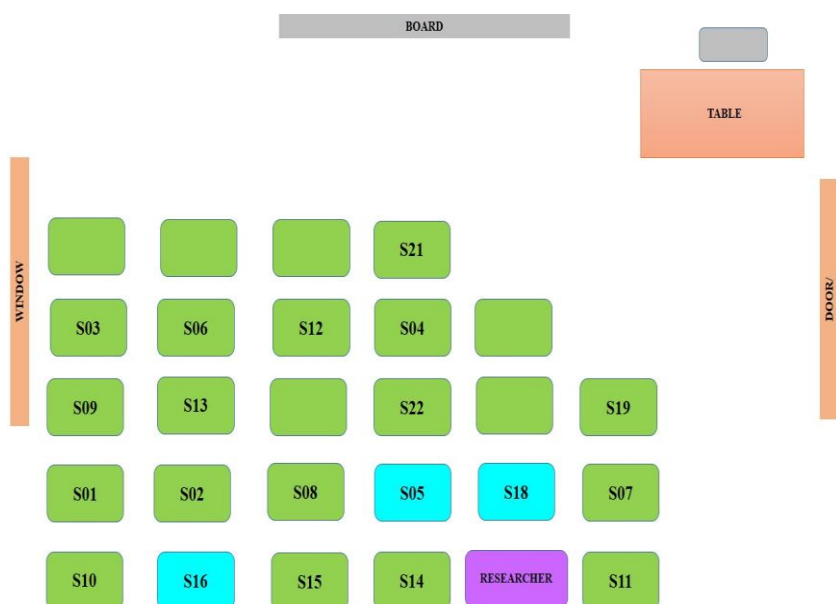 BOARD
TABLE
WINDOW
DOOR/
S21
S03 S06 S12 S04
S09 S13 S22 S19
S01 S02 S08 S05 S18 S07
S10 S16 S15 S14 RESEARCHER S11